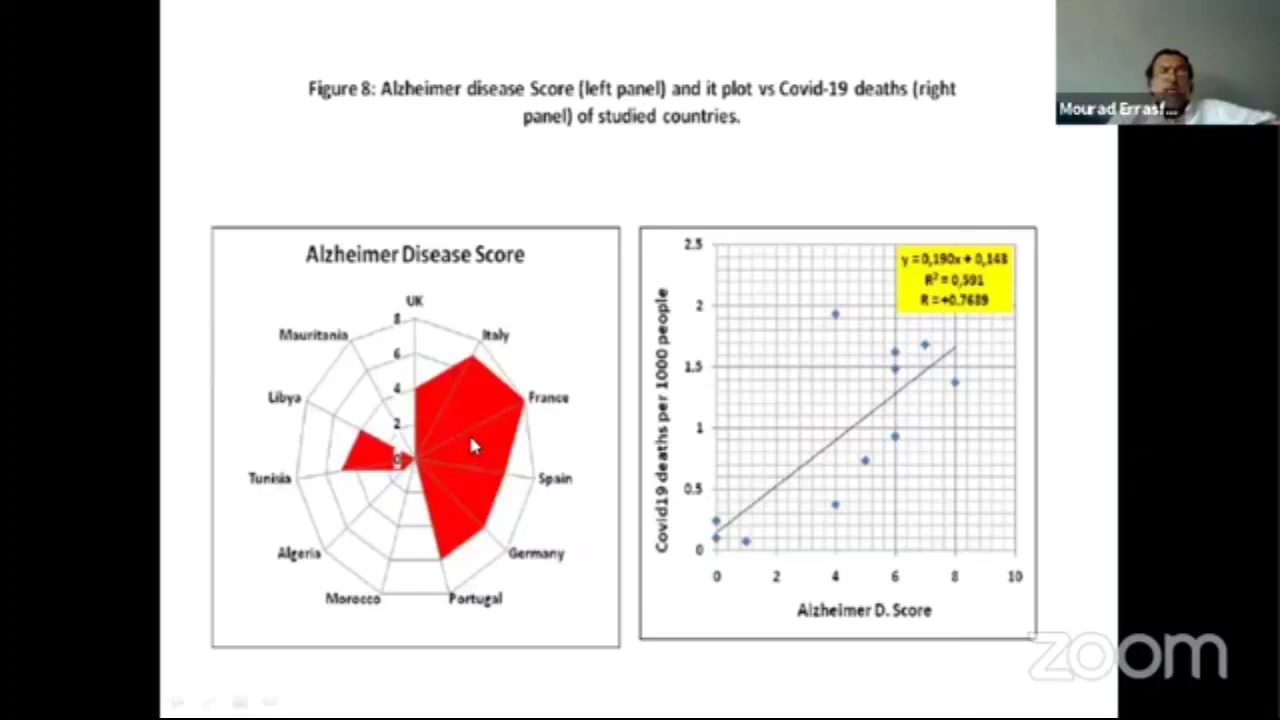 Figure 8: Alzheimer disease Score (left panel) and it plot vs Covid-19 deaths (right
panel) of studied countries.
Mourad Errasf...
Alzheimer Disease Score
UK
Italy
France
Spain
Germany
Portugal
Morocco
Algeria
Tunisia
Libya
Mauritania
8
6
4
2
0
2.5
2
1.5
1
0.5
0
Covid19 deaths per 1000 people
y = 0,190x + 0,143
R² = 0,591
R = +0.7689
0 2 4 6 8 10
Alzheimer D. Score
zoom